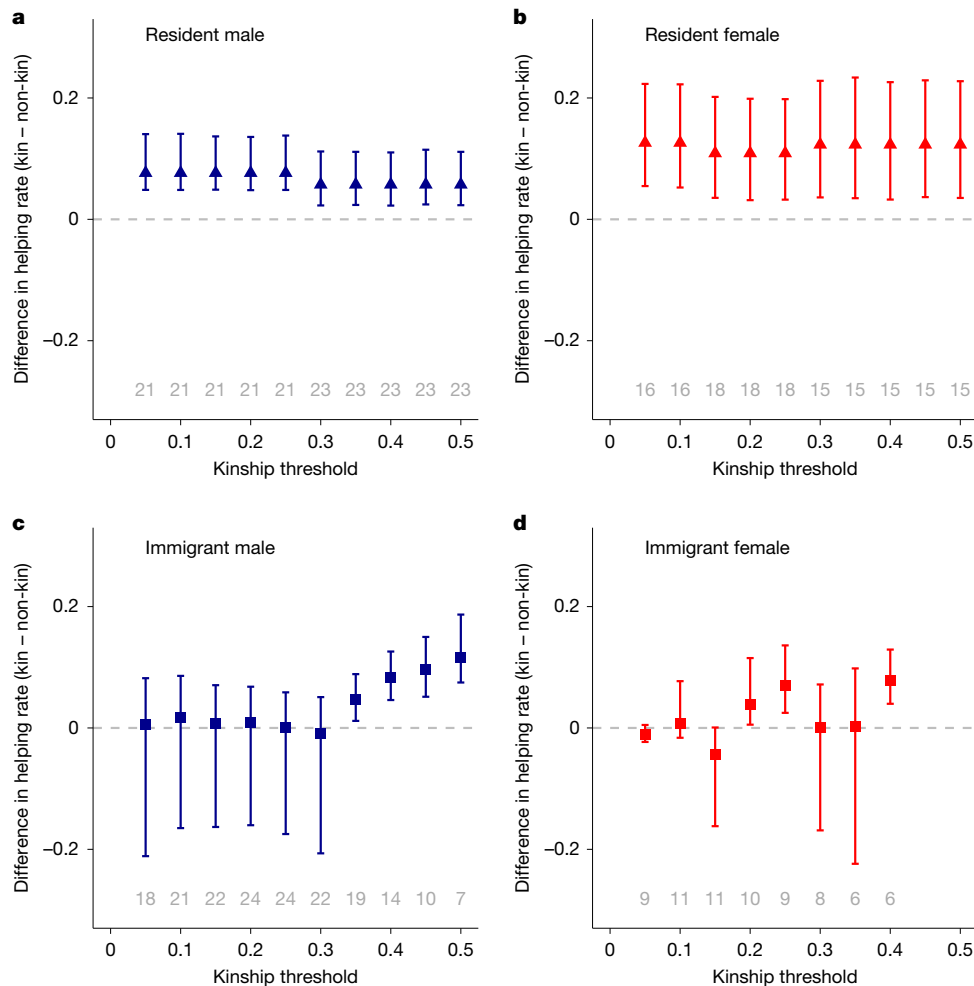 a
Resident male
Difference in helping rate (kin – non-kin)
0.2
0
–0.2
21 21 21 21 21 23 23 23 23 23
0 0.1 0.2 0.3 0.4 0.5
Kinship threshold
b
Resident female
Difference in helping rate (kin – non-kin)
0.2
0
–0.2
16 16 18 18 18 15 15 15 15 15
0 0.1 0.2 0.3 0.4 0.5
Kinship threshold
c
Immigrant male
Difference in helping rate (kin – non-kin)
0.2
0
–0.2
18 21 22 24 24 22 19 14 10 7
0 0.1 0.2 0.3 0.4 0.5
Kinship threshold
d
Immigrant female
Difference in helping rate (kin – non-kin)
0.2
0
–0.2
9 11 11 10 9 8 6 6
0 0.1 0.2 0.3 0.4 0.5
Kinship threshold